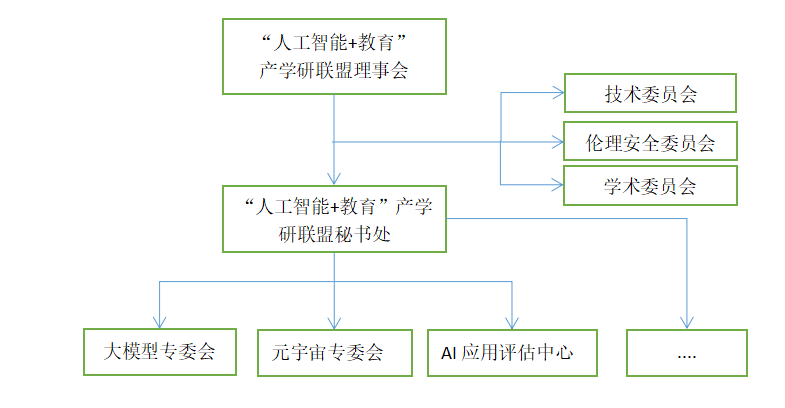 “人工智能+教育”
产学研联盟理事会
技术委员会
伦理安全委员会
学术委员会
“人工智能+教育”产学
研联盟秘书处
大模型专委会
元宇宙专委会
AI 应用评估中心
....